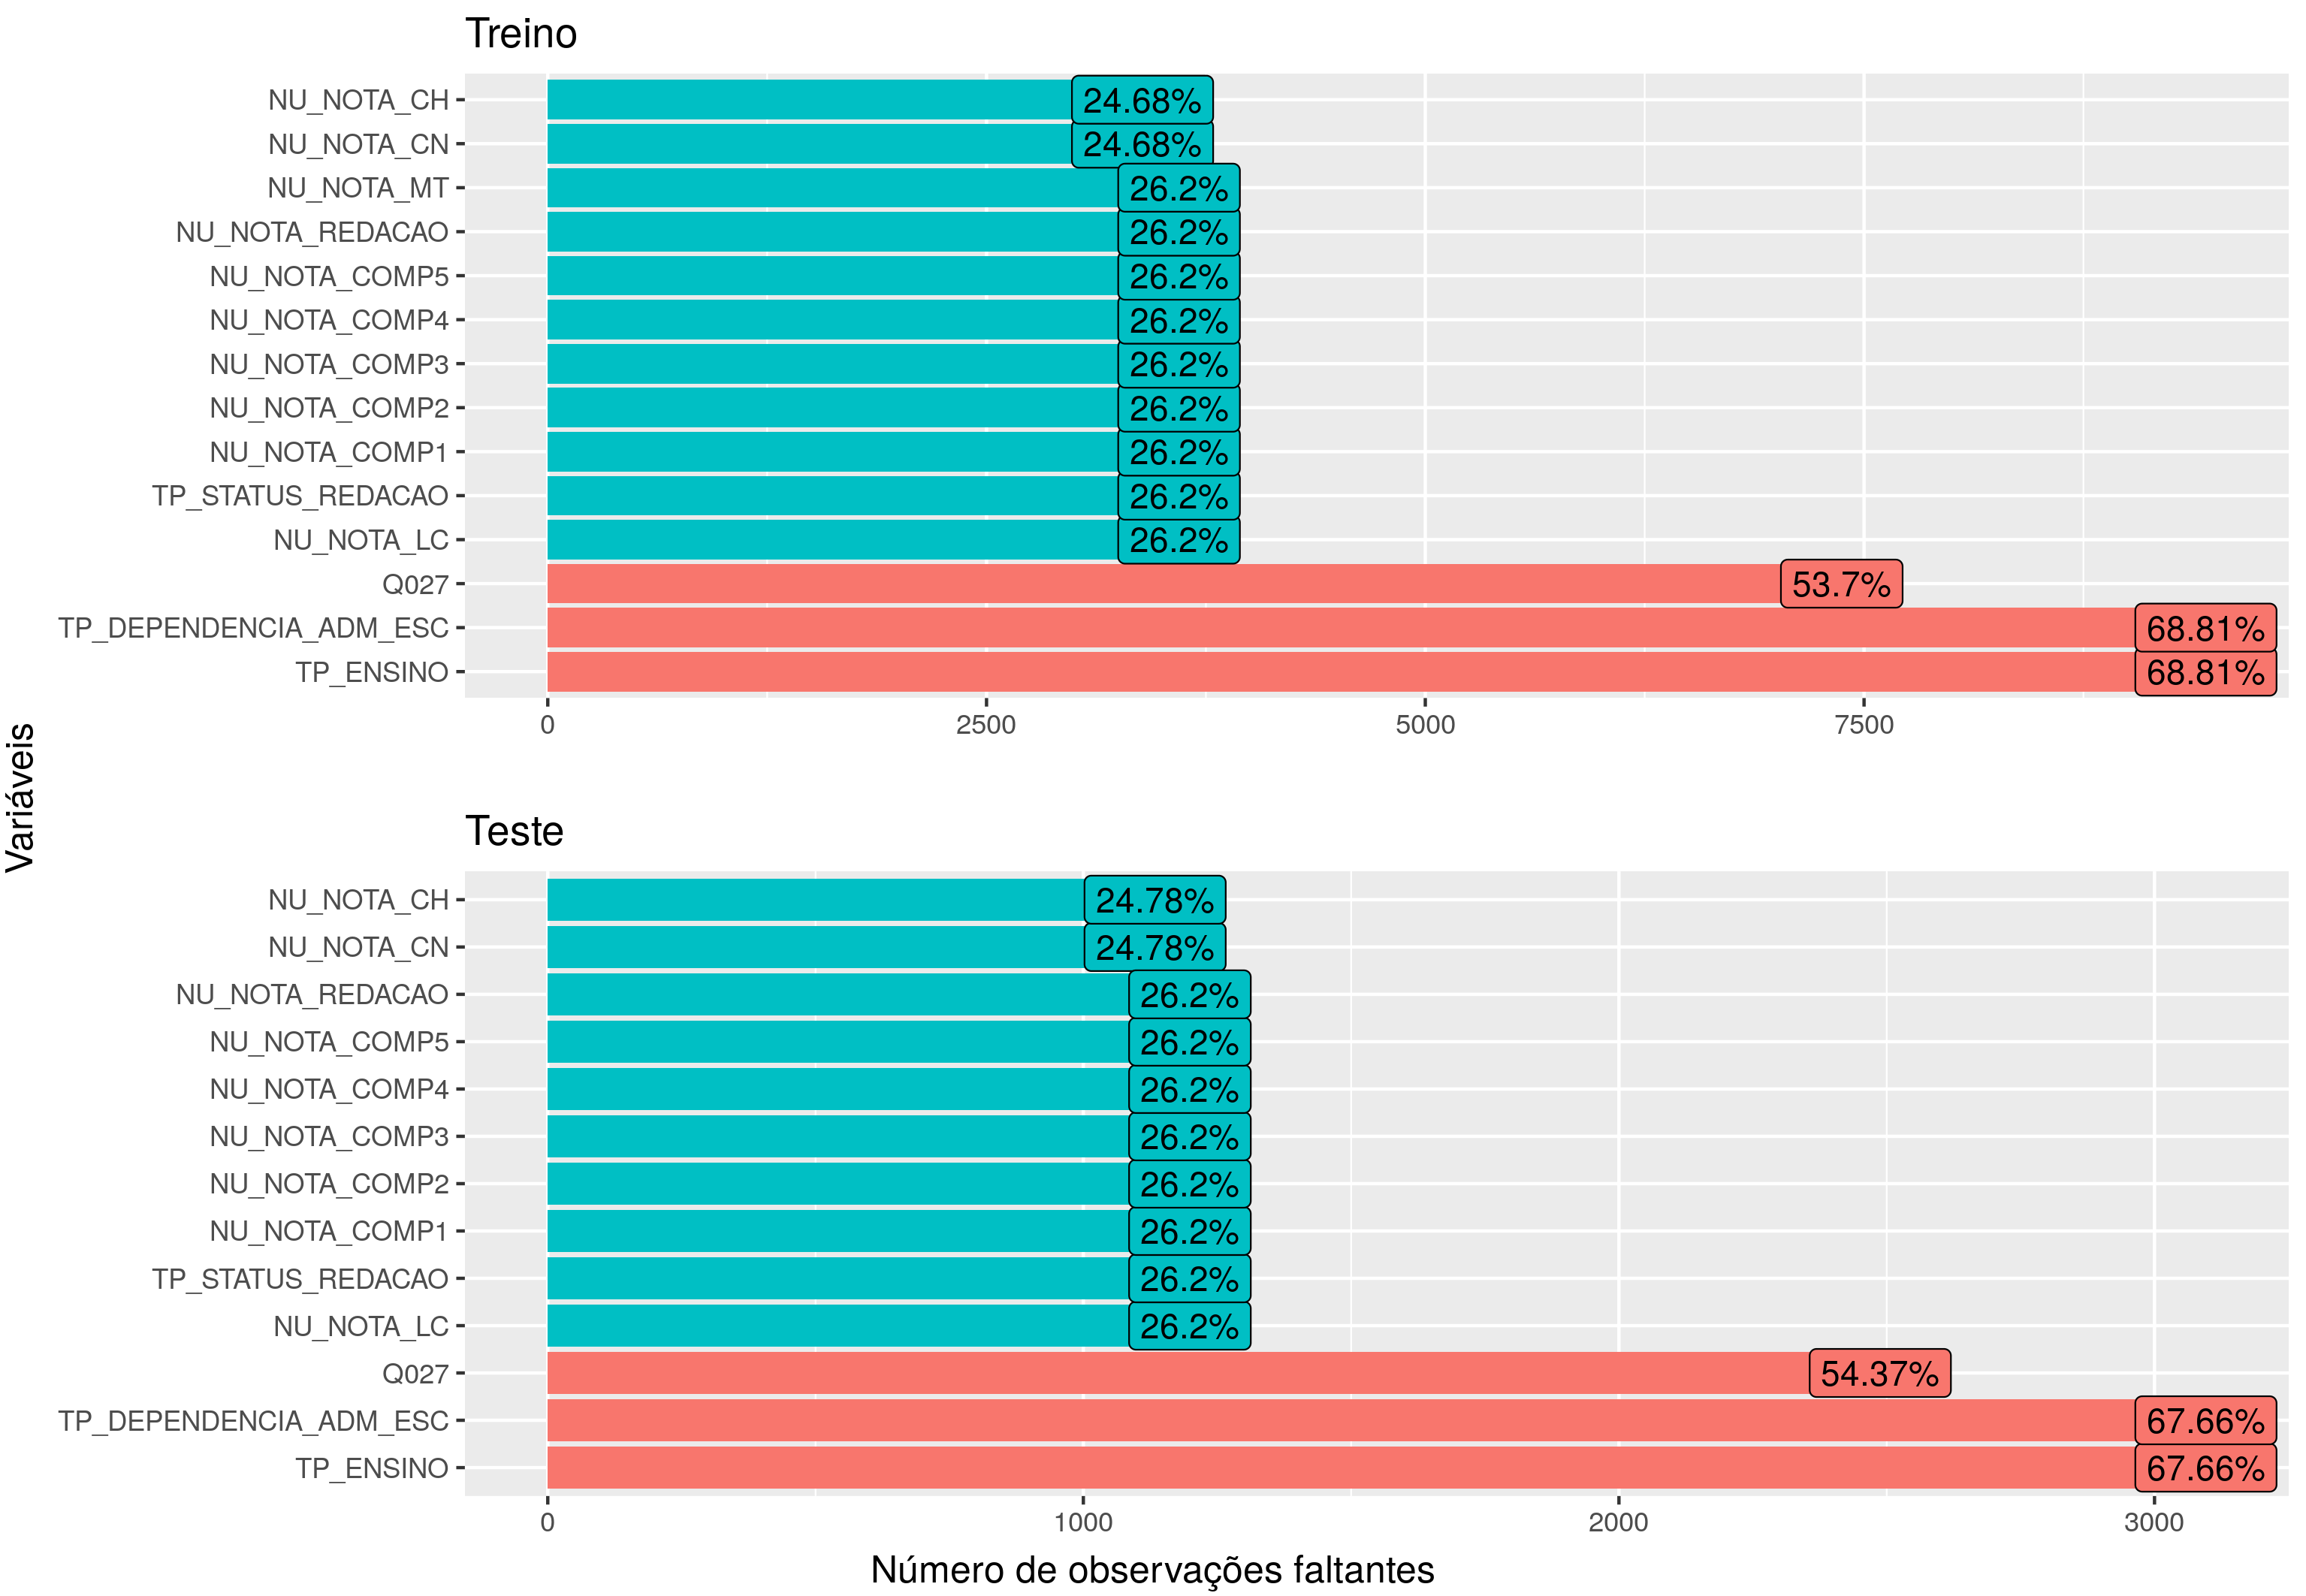 Treino
NU_NOTA_CH 24.68%
NU_NOTA_CN 24.68%
NU_NOTA_MT 26.2%
NU_NOTA_REDACAO 26.2%
NU_NOTA_COMP5 26.2%
NU_NOTA_COMP4 26.2%
NU_NOTA_COMP3 26.2%
NU_NOTA_COMP2 26.2%
NU_NOTA_COMP1 26.2%
TP_STATUS_REDACAO 26.2%
NU_NOTA_LC 26.2%
Q027 53.7%
TP_DEPENDENCIA_ADM_ESC 68.81%
TP_ENSINO 68.81%
0 2500 5000 7500
Variáveis
Teste
NU_NOTA_CH 24.78%
NU_NOTA_CN 24.78%
NU_NOTA_REDACAO 26.2%
NU_NOTA_COMP5 26.2%
NU_NOTA_COMP4 26.2%
NU_NOTA_COMP3 26.2%
NU_NOTA_COMP2 26.2%
NU_NOTA_COMP1 26.2%
TP_STATUS_REDACAO 26.2%
NU_NOTA_LC 26.2%
Q027 54.37%
TP_DEPENDENCIA_ADM_ESC 67.66%
TP_ENSINO 67.66%
0 1000 2000 3000
Número de observações faltantes